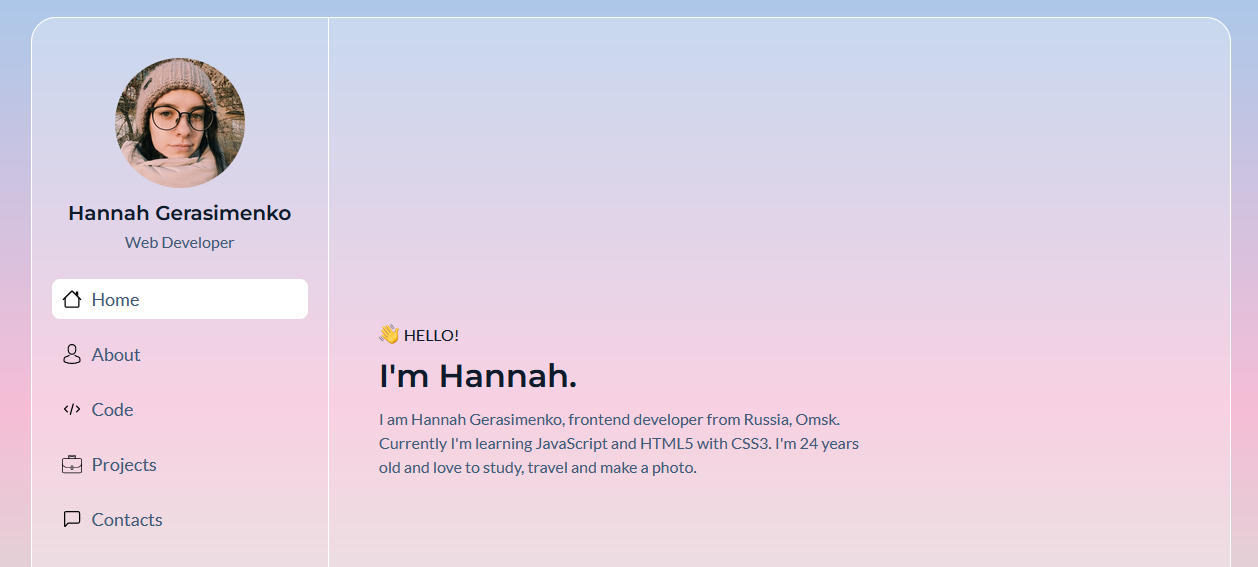 Hannah Gerasimenko
Web Developer
Home
About
Code
Projects
Contacts
👋 HELLO!
I'm Hannah.
I am Hannah Gerasimenko, frontend developer from Russia, Omsk.
Currently I'm learning JavaScript and HTML5 with CSS3. I'm 24 years
old and love to study, travel and make a photo.